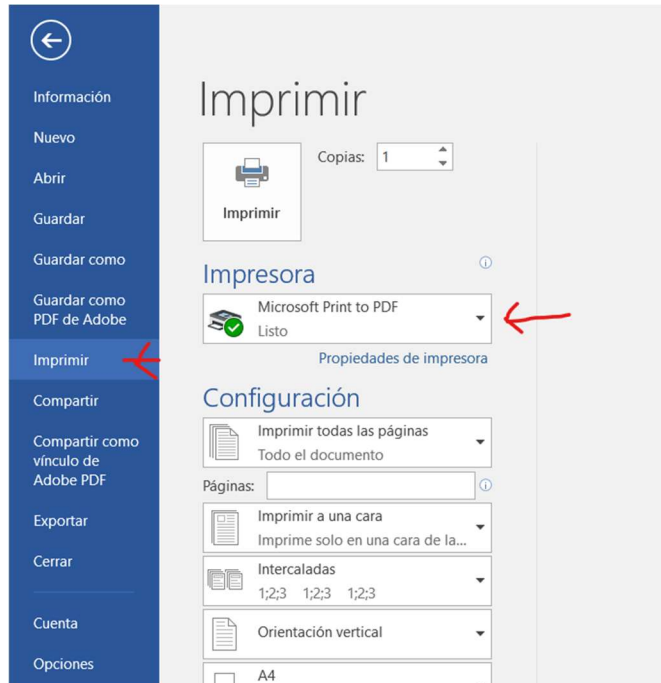 Información
Nuevo
Abrir
Guardar
Guardar como
Guardar como
PDF de Adobe
Imprimir
Compartir
Compartir como
vínculo de
Adobe PDF
Exportar
Cerrar
Cuenta
Opciones
Imprimir
Imprimir
Copias: 1
Impresora
Microsoft Print to PDF
Listo
Propiedades de impresora
Configuración
Imprimir todas las páginas
Todo el documento
Páginas:
Imprimir a una cara
Imprime solo en una cara de la...
Intercaladas
1;2;3 1;2;3 1;2;3
Orientación vertical
A4